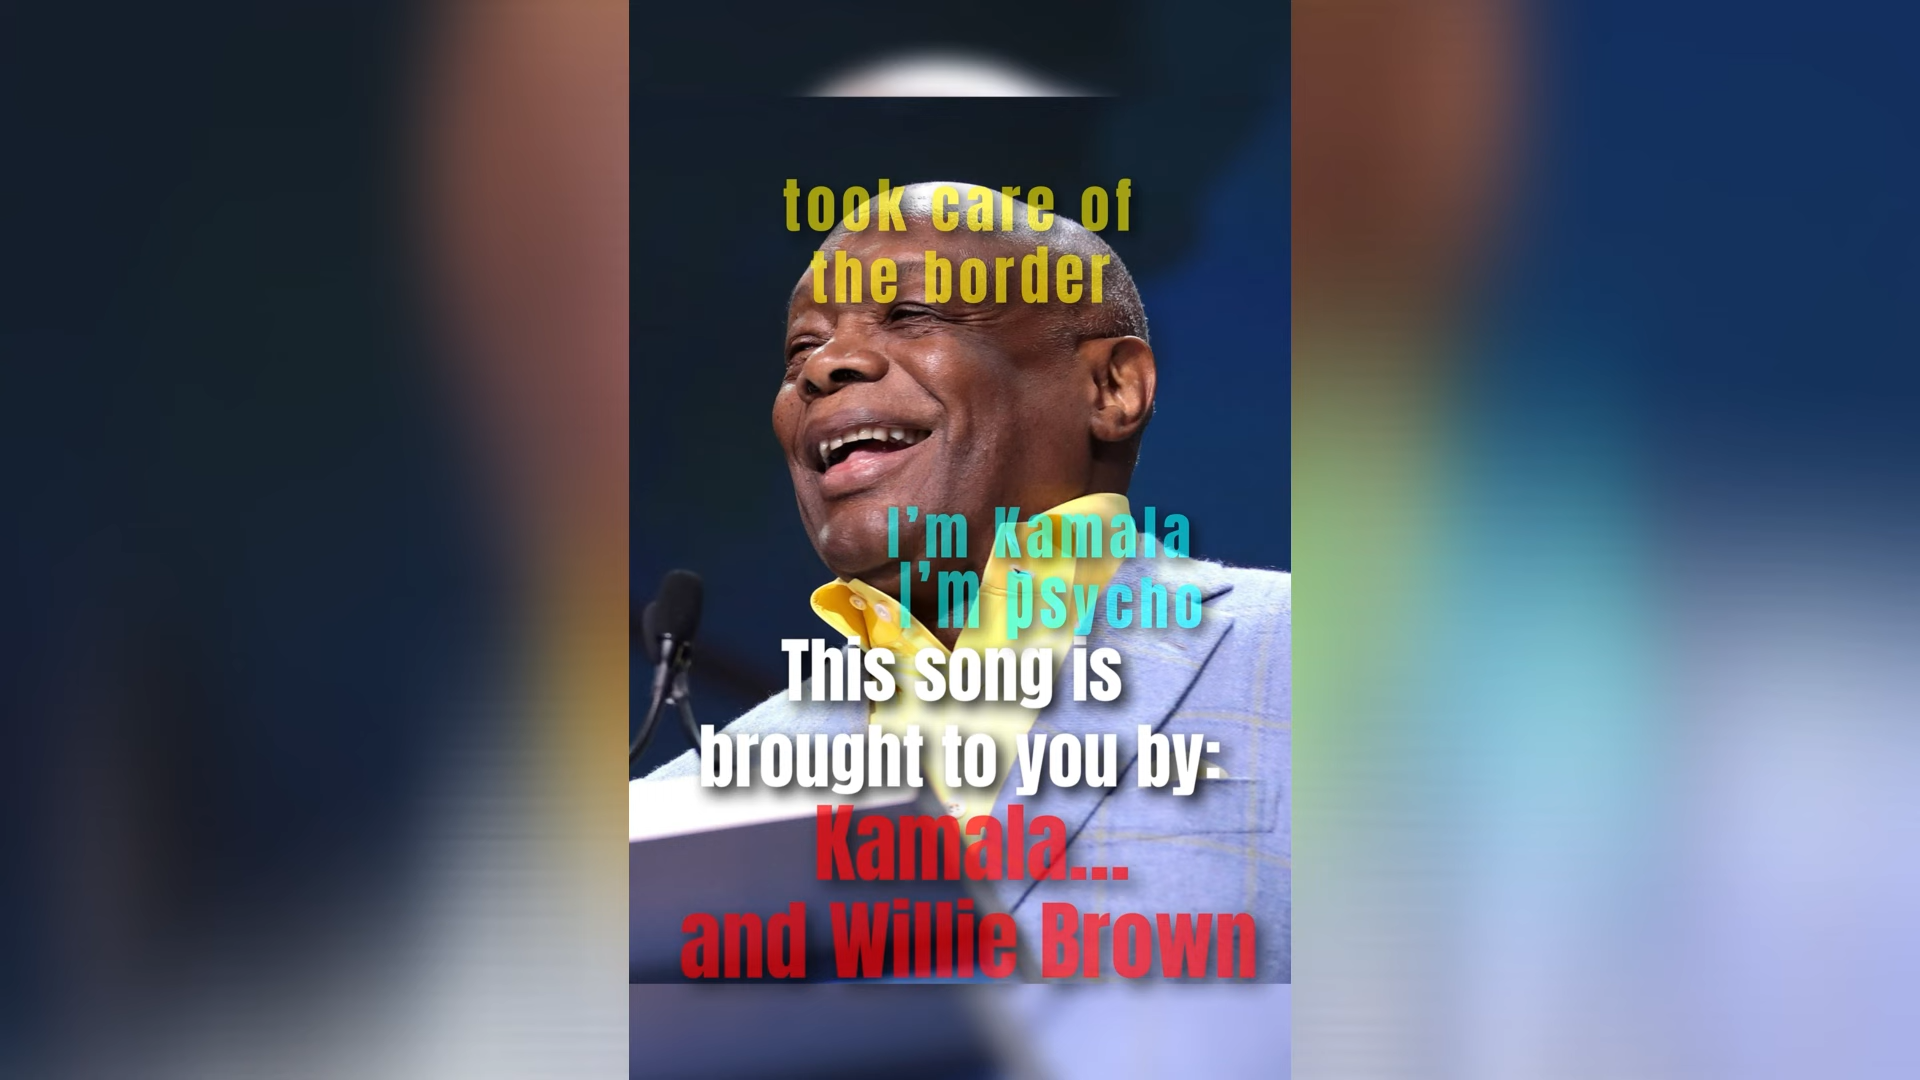 took care of
the border
I'm Kamala
I'm psycho
This song is
brought to you by:
Kamala...
and Willie Brown